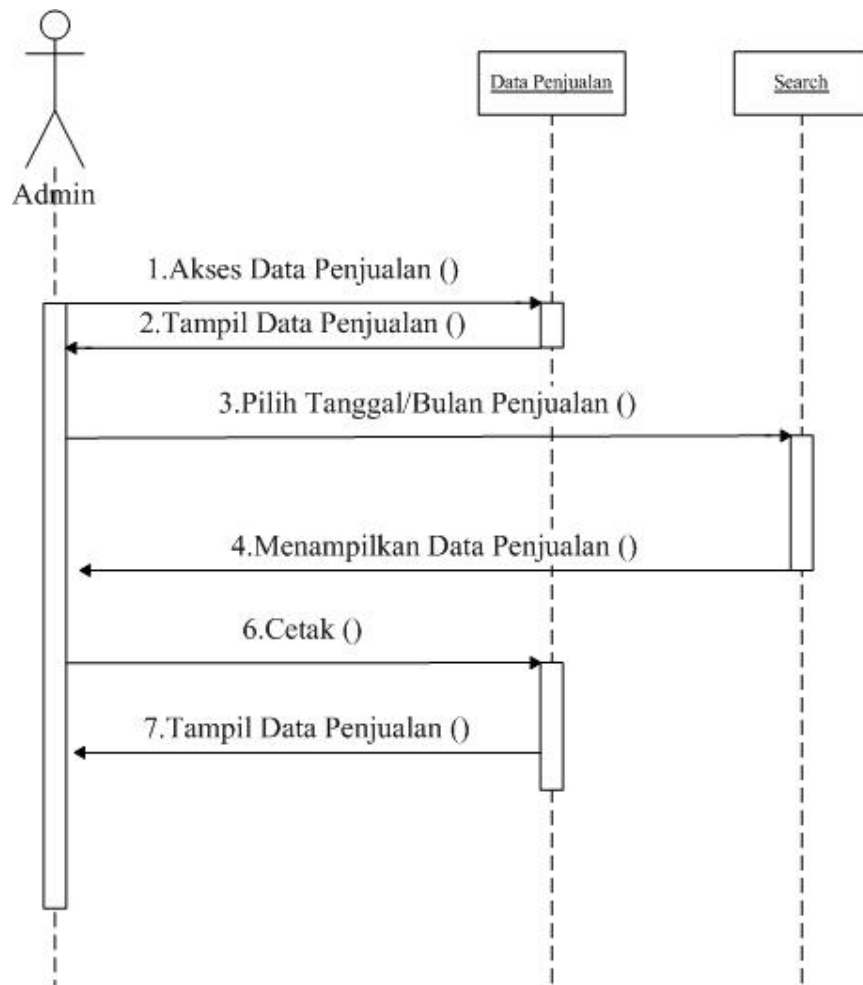 Data Penjualan
Search
Admin
1.Akses Data Penjualan ()
2.Tampil Data Penjualan ()
3.Pilih Tanggal/Bulan Penjualan ()
4.Menampilkan Data Penjualan ()
6.Cetak ()
7.Tampil Data Penjualan ()